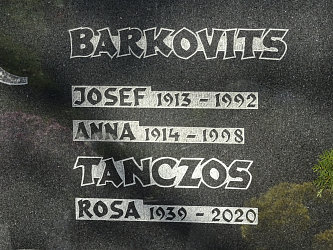 BARKOVITS
JOSEF 1913 - 1992
ANNA 1914 - 1998
TANCZOS
ROSA 1939 - 2020